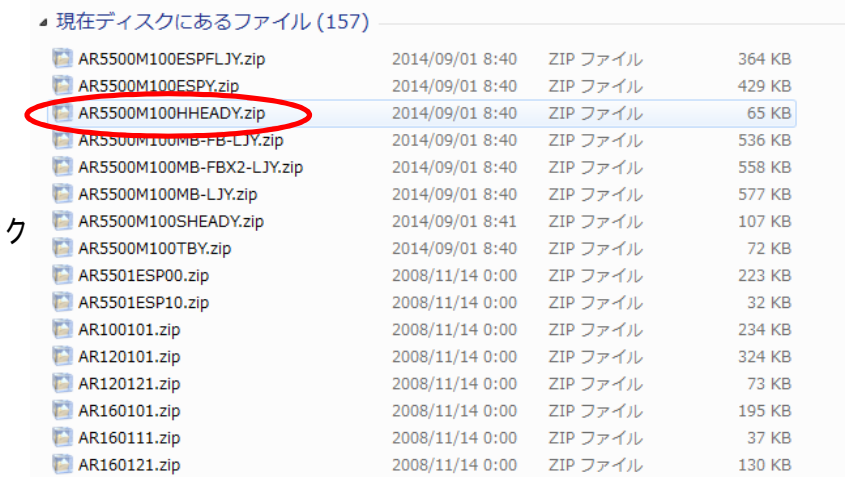 現在ディスクにあるファイル (157)
AR5500M100ESPFLJY.zip 2014/09/01 8:40 ZIP ファイル 364 KB
AR5500M100ESPY.zip 2014/09/01 8:40 ZIP ファイル 429 KB
AR5500M100HHEADY.zip 2014/09/01 8:40 ZIP ファイル 65 KB
AR5500M100MB-FB-LJY.zip 2014/09/01 8:40 ZIP ファイル 536 KB
AR5500M100MB-FBX2-LJY.zip 2014/09/01 8:40 ZIP ファイル 558 KB
AR5500M100MB-LJY.zip 2014/09/01 8:40 ZIP ファイル 577 KB
ク
AR5500M100SHEADY.zip 2014/09/01 8:41 ZIP ファイル 107 KB
AR5500M100TBY.zip 2014/09/01 8:40 ZIP ファイル 72 KB
AR5501ESP00.zip 2008/11/14 0:00 ZIP ファイル 223 KB
AR5501ESP10.zip 2008/11/14 0:00 ZIP ファイル 32 KB
AR100101.zip 2008/11/14 0:00 ZIP ファイル 234 KB
AR120101.zip 2008/11/14 0:00 ZIP ファイル 324 KB
AR120121.zip 2008/11/14 0:00 ZIP ファイル 73 KB
AR160101.zip 2008/11/14 0:00 ZIP ファイル 195 KB
AR160111.zip 2008/11/14 0:00 ZIP ファイル 37 KB
AR160121.zip 2008/11/14 0:00 ZIP ファイル 130 KB